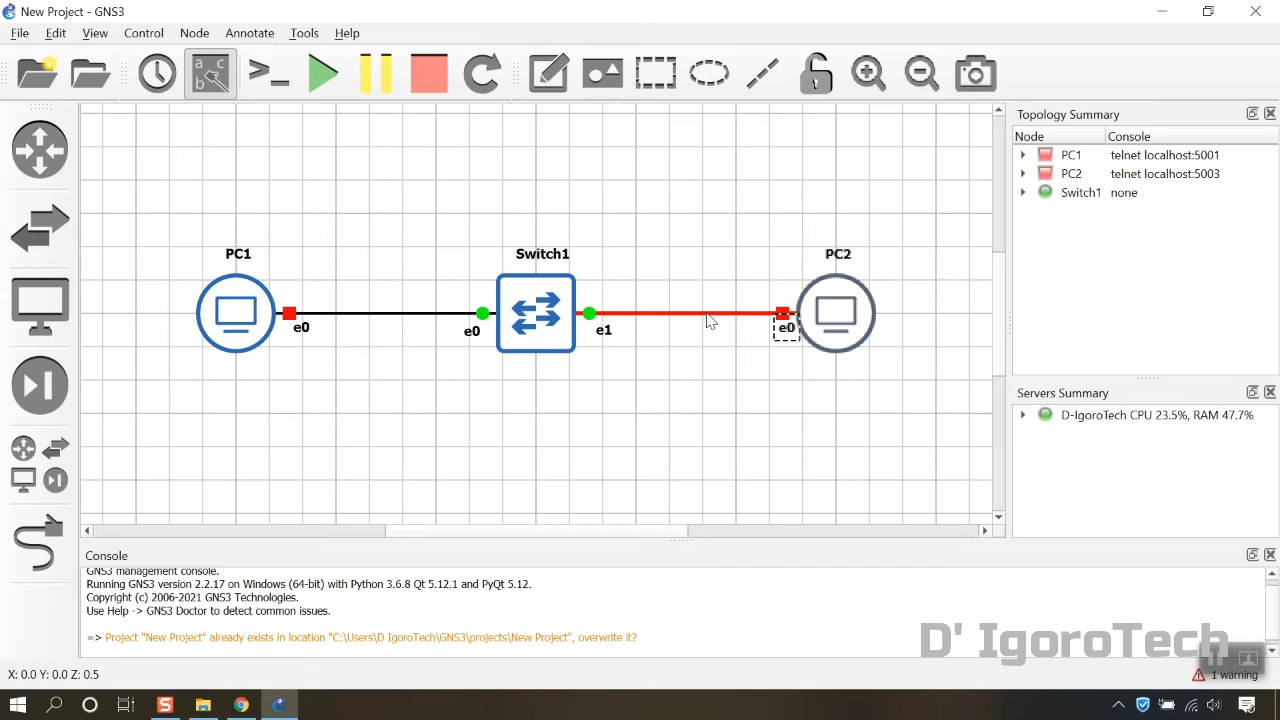 New Project - GNS3
File Edit View Control Node Annotate Tools Help
a c
b
Topology Summary
Node Console
PC1 telnet localhost:5001
PC2 telnet localhost:5003
Switch1 none
PC1
Switch1
PC2
e0
e0
e1
e0
Servers Summary
D-IgoroTech CPU 23.5%, RAM 47.7%
Console
GNS3 management console.
Running GNS3 version 2.2.17 on Windows (64-bit) with Python 3.6.8 Qt 5.12.1 and PyQt 5.12.
Copyright (c) 2006-2021 GNS3 Technologies.
Use Help -> GNS3 Doctor to detect common issues.
=> Project "New Project" already exists in location "C:\Users\D IgoroTech\GNS3\projects\New Project", overwrite it?
D' IgoroTech
X: 0.0 Y: 0.0 Z: 0.5
1 warning